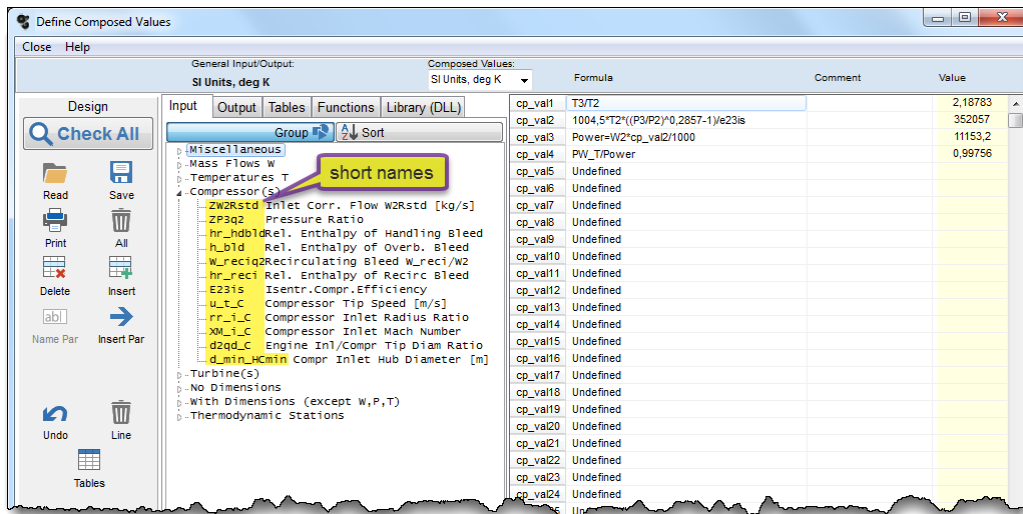 Define Composed Values
Close Help
General Input/Output:
SI Units, deg K
Composed Values:
SI Units, deg K
Formula Comment Value
Design
Check All
Read Save
Print All
Delete Insert
abl
Name Par Insert Par
Undo Line
Tables
Input Output Tables Functions Library (DLL)
Group A Z Sort
Miscellaneous
Mass Flows W
Temperatures T
short names
Compressor(s)
ZW2Rstd Inlet Corr. Flow W2Rstd [kg/s]
ZP3q2 Pressure Ratio
hr_hdbldRel. Enthalpy of Handling Bleed
h_bld Rel. Enthalpy of Overb. Bleed
W_reciq2Recirculating Bleed W_reci/W2
hr_reci Rel. Enthalpy of Recirc Bleed
E23is Isentr.Compr.Efficiency
u_t_C Compressor Tip Speed [m/s]
rr_i_C Compressor Inlet Radius Ratio
XM_i_C Compressor Inlet Mach Number
d2qd_C Engine Inl/Compr Tip Diam Ratio
d_min_HCmin Compr Inlet Hub Diameter [m]
Turbine(s)
No Dimensions
With Dimensions (except W,P,T)
Thermodynamic Stations
cp_val1 T3/T2 2,18783
cp_val2 1004,5*T2*((P3/P2)^0,2857-1)/e23is 352057
cp_val3 Power=W2*cp_val2/1000 11153,2
cp_val4 PW_T/Power 0,99756
cp_val5 Undefined
cp_val6 Undefined
cp_val7 Undefined
cp_val8 Undefined
cp_val9 Undefined
cp_val10 Undefined
cp_val11 Undefined
cp_val12 Undefined
cp_val13 Undefined
cp_val14 Undefined
cp_val15 Undefined
cp_val16 Undefined
cp_val17 Undefined
cp_val18 Undefined
cp_val19 Undefined
cp_val20 Undefined
cp_val21 Undefined
cp_val22 Undefined
cp_val23 Undefined
cp_val24 Undefined